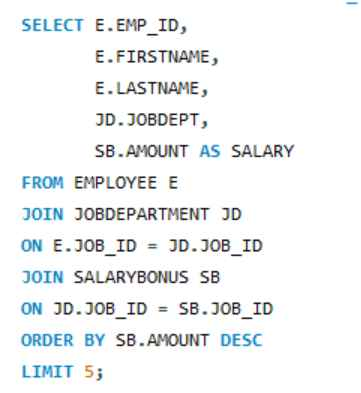 SELECT E.EMP_ID,
E.FIRSTNAME,
E.LASTNAME,
JD.JOBDEPT,
SB.AMOUNT AS SALARY
FROM EMPLOYEE E
JOIN JOBDEPARTMENT JD
ON E.JOB_ID = JD.JOB_ID
JOIN SALARYBONUS SB
ON JD.JOB_ID = SB.JOB_ID
ORDER BY SB.AMOUNT DESC
LIMIT 5;